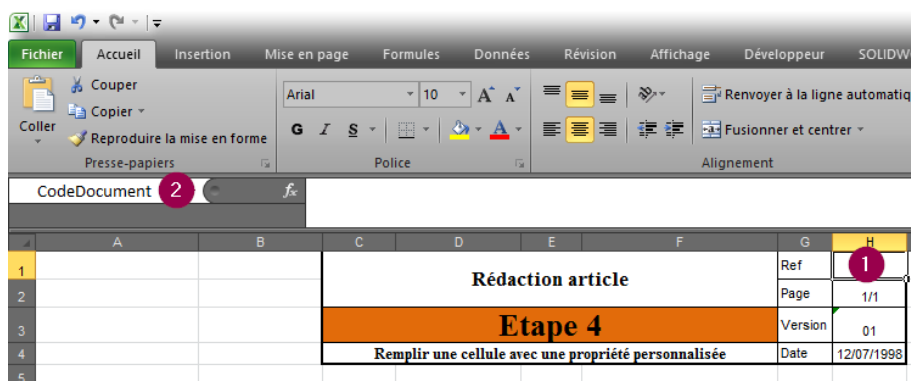 Fichier Accueil Insertion Mise en page Formules Données Révision Affichage Développeur SOLIDW
Couper
Copier
Coller
Reproduire la mise en forme
Presse-papiers
Arial 10 A A
G I S A
Police
Renvoyer à la ligne automatiq
Fusionner et centrer
Alignement
CodeDocument 2 fx
A B C D E F G H
1 Rédaction article Ref 1
2 Page 1/1
3 Etape 4 Version 01
4 Remplir une cellule avec une propriété personnalisée Date 12/07/1998
5